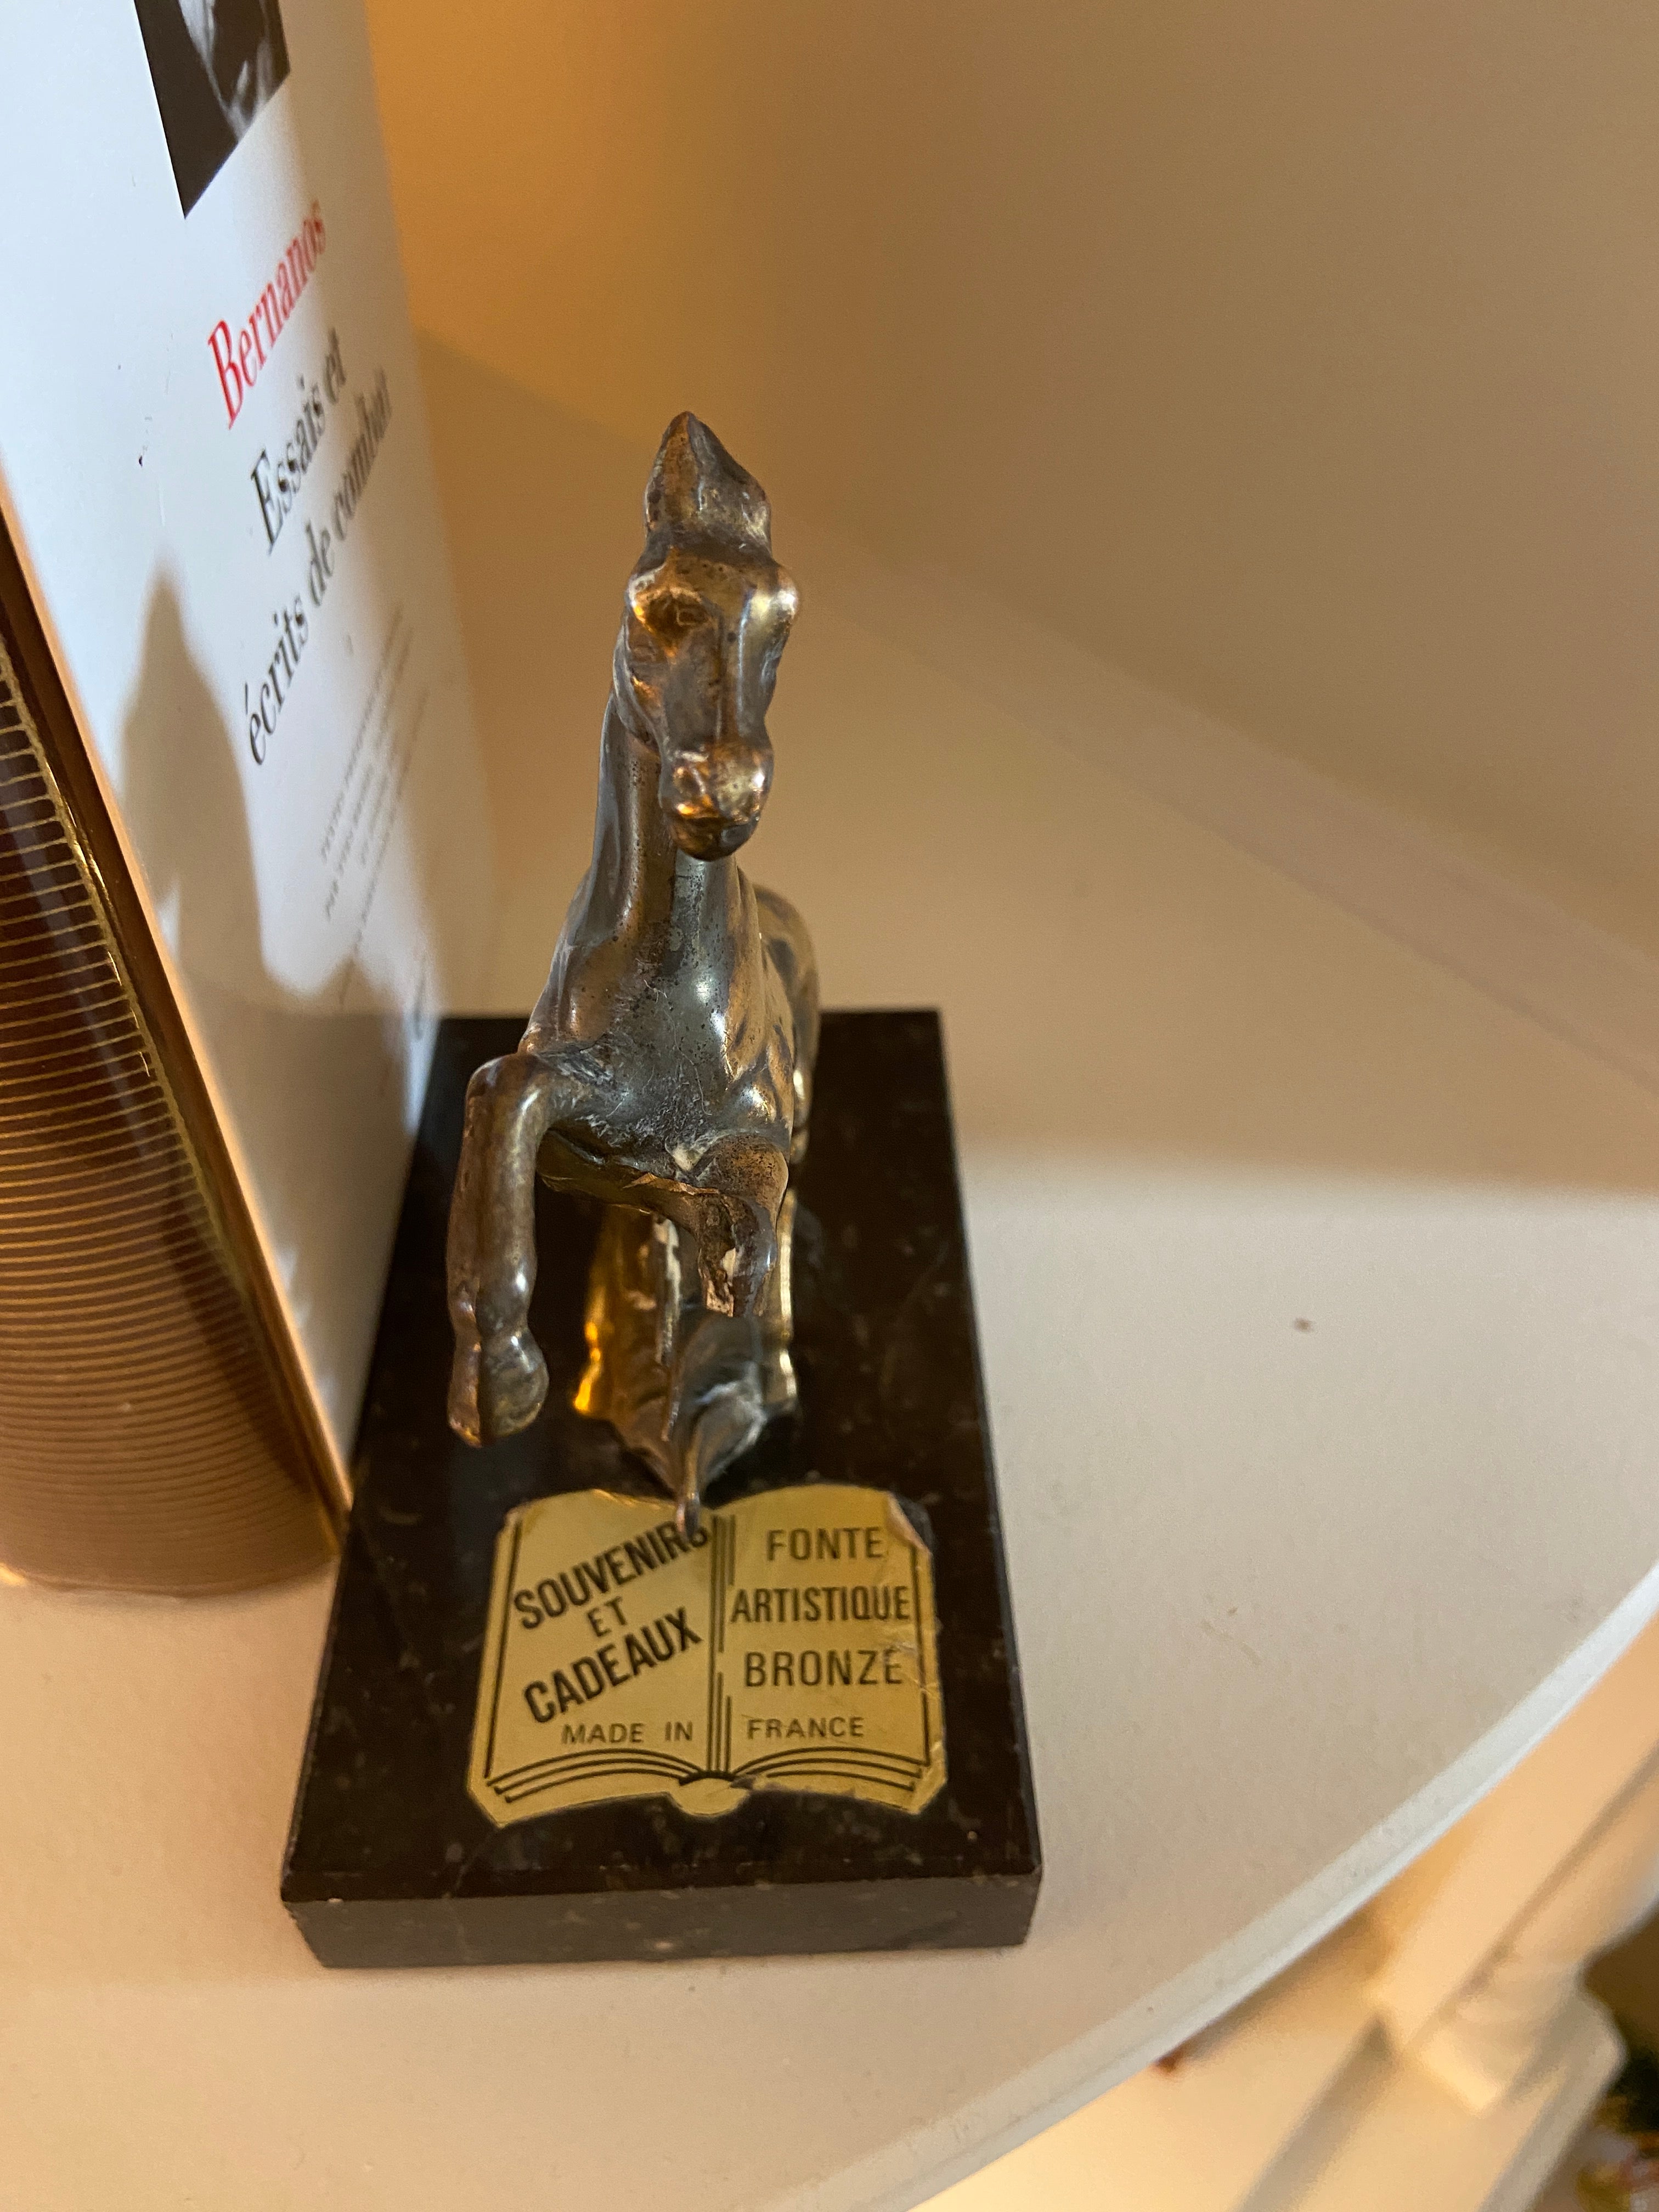 Bernanos
Essais et
écrits de combat
SOUVENIRS
ET
CADEAUX
FONTE
ARTISTIQUE
BRONZE
MADE IN FRANCE